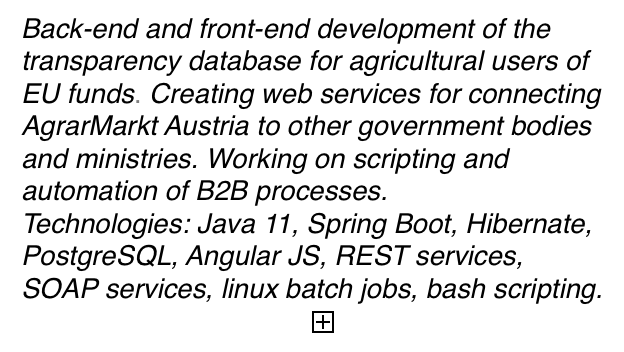 Back-end and front-end development of the
transparency database for agricultural users of
EU funds. Creating web services for connecting
AgrarMarkt Austria to other government bodies
and ministries. Working on scripting and
automation of B2B processes.
Technologies: Java 11, Spring Boot, Hibernate,
PostgreSQL, Angular JS, REST services,
SOAP services, linux batch jobs, bash scripting.